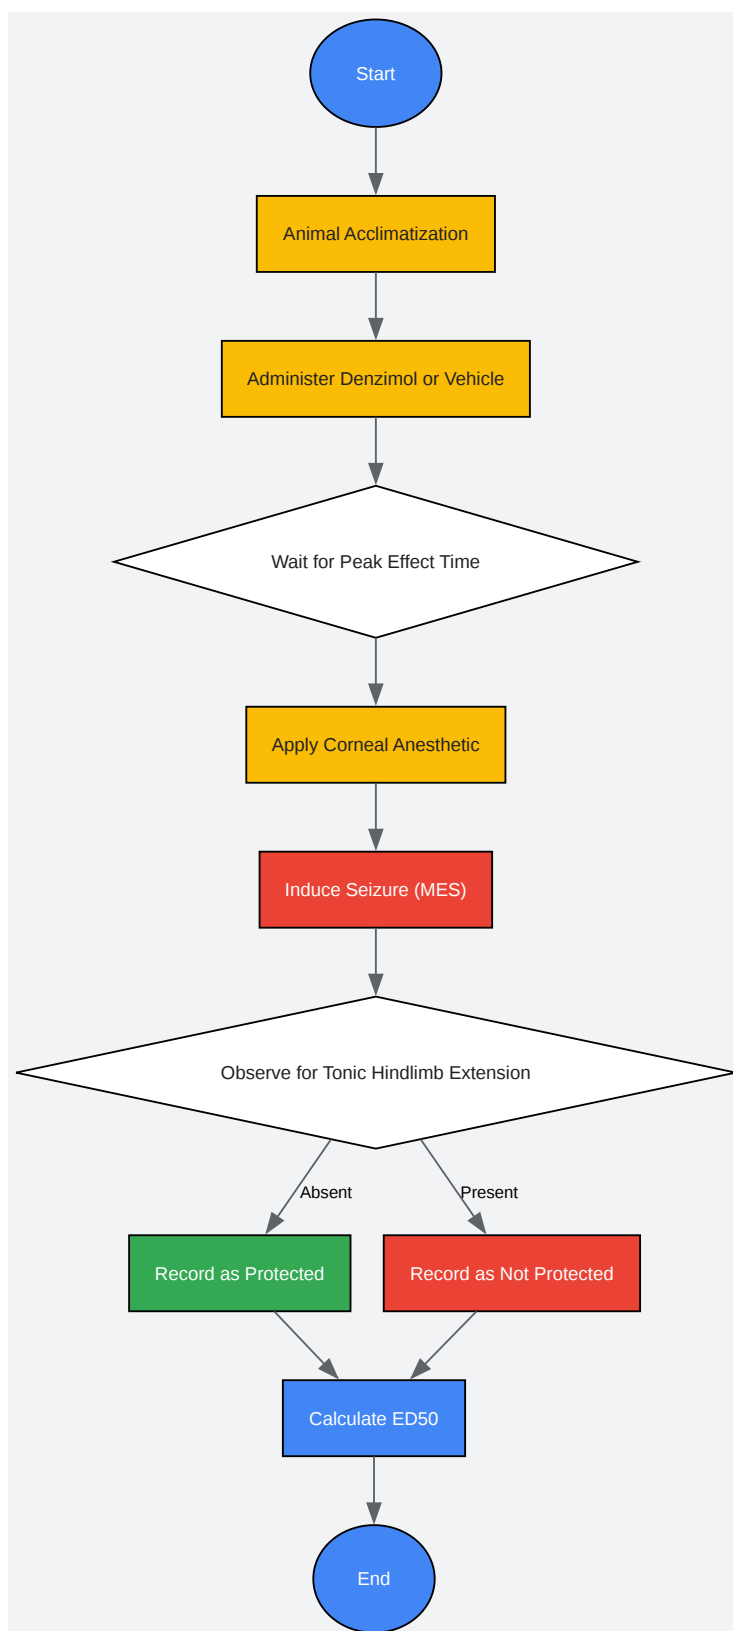 Start
Animal Acclimatization
Administer Denzimol or Vehicle
Wait for Peak Effect Time
Apply Corneal Anesthetic
Induce Seizure (MES)
Observe for Tonic Hindlimb Extension
Absent
Present
Record as Protected
Record as Not Protected
Calculate ED50
End